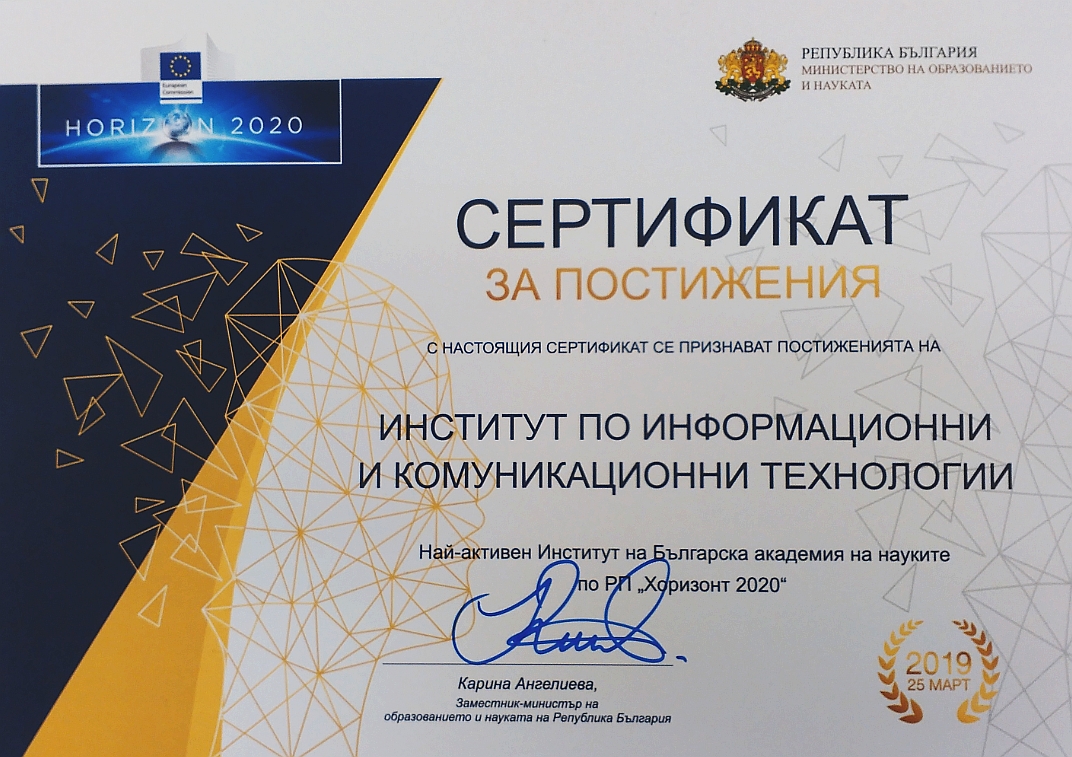 European
Commission
HORIZON 2020
РЕПУБЛИКА БЪЛГАРИЯ
МИНИСТЕРСТВО НА ОБРАЗОВАНИЕТО
И НАУКАТА
СЕРТИФИКАТ
ЗА ПОСТИЖЕНИЯ
С НАСТОЯЩИЯ СЕРТИФИКАТ СЕ ПРИЗНАВАТ ПОСТИЖЕНИЯТА НА
ИНСТИТУТ ПО ИНФОРМАЦИОННИ
И КОМУНИКАЦИОННИ ТЕХНОЛОГИИ
Най-активен Институт на Българска академия на науките
по РП „Хоризонт 2020“
Карина Ангелиева,
Заместник-министър на
образованието и науката на Република България
2019
25 МАРТ